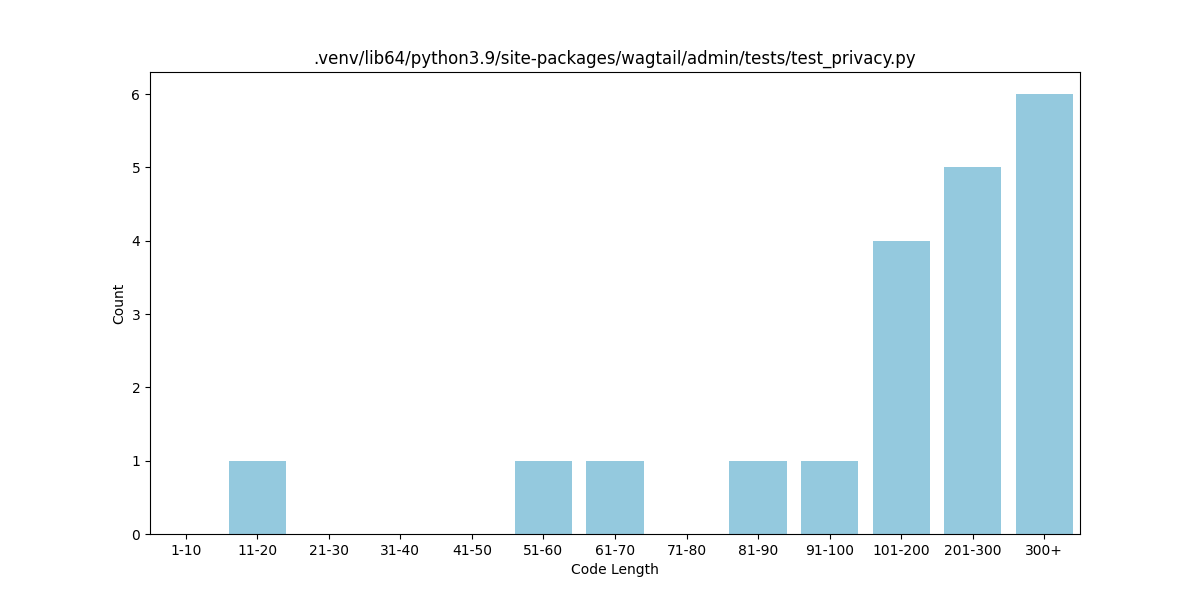 .venv/lib64/python3.9/site-packages/wagtail/admin/tests/test_privacy.py
6
5
4
3
2
1
0
Count
1-10 11-20 21-30 31-40 41-50 51-60 61-70 71-80 81-90 91-100 101-200 201-300 300+
Code Length